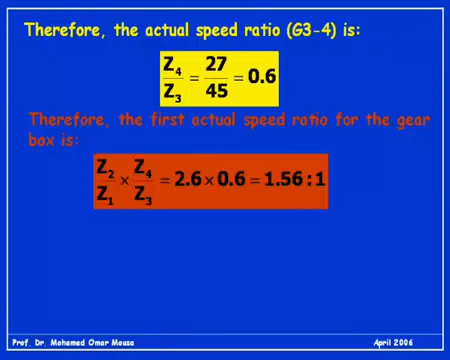 Therefore, the actual speed ratio (G3-4) is:
Z4/Z3 = 27/45 = 0.6
Therefore, the first actual speed ratio for the gear
box is:
Z2/Z1 × Z4/Z3 = 2.6 × 0.6 = 1.56 : 1
Prof. Dr. Mohamed Omar Mousa April 2006